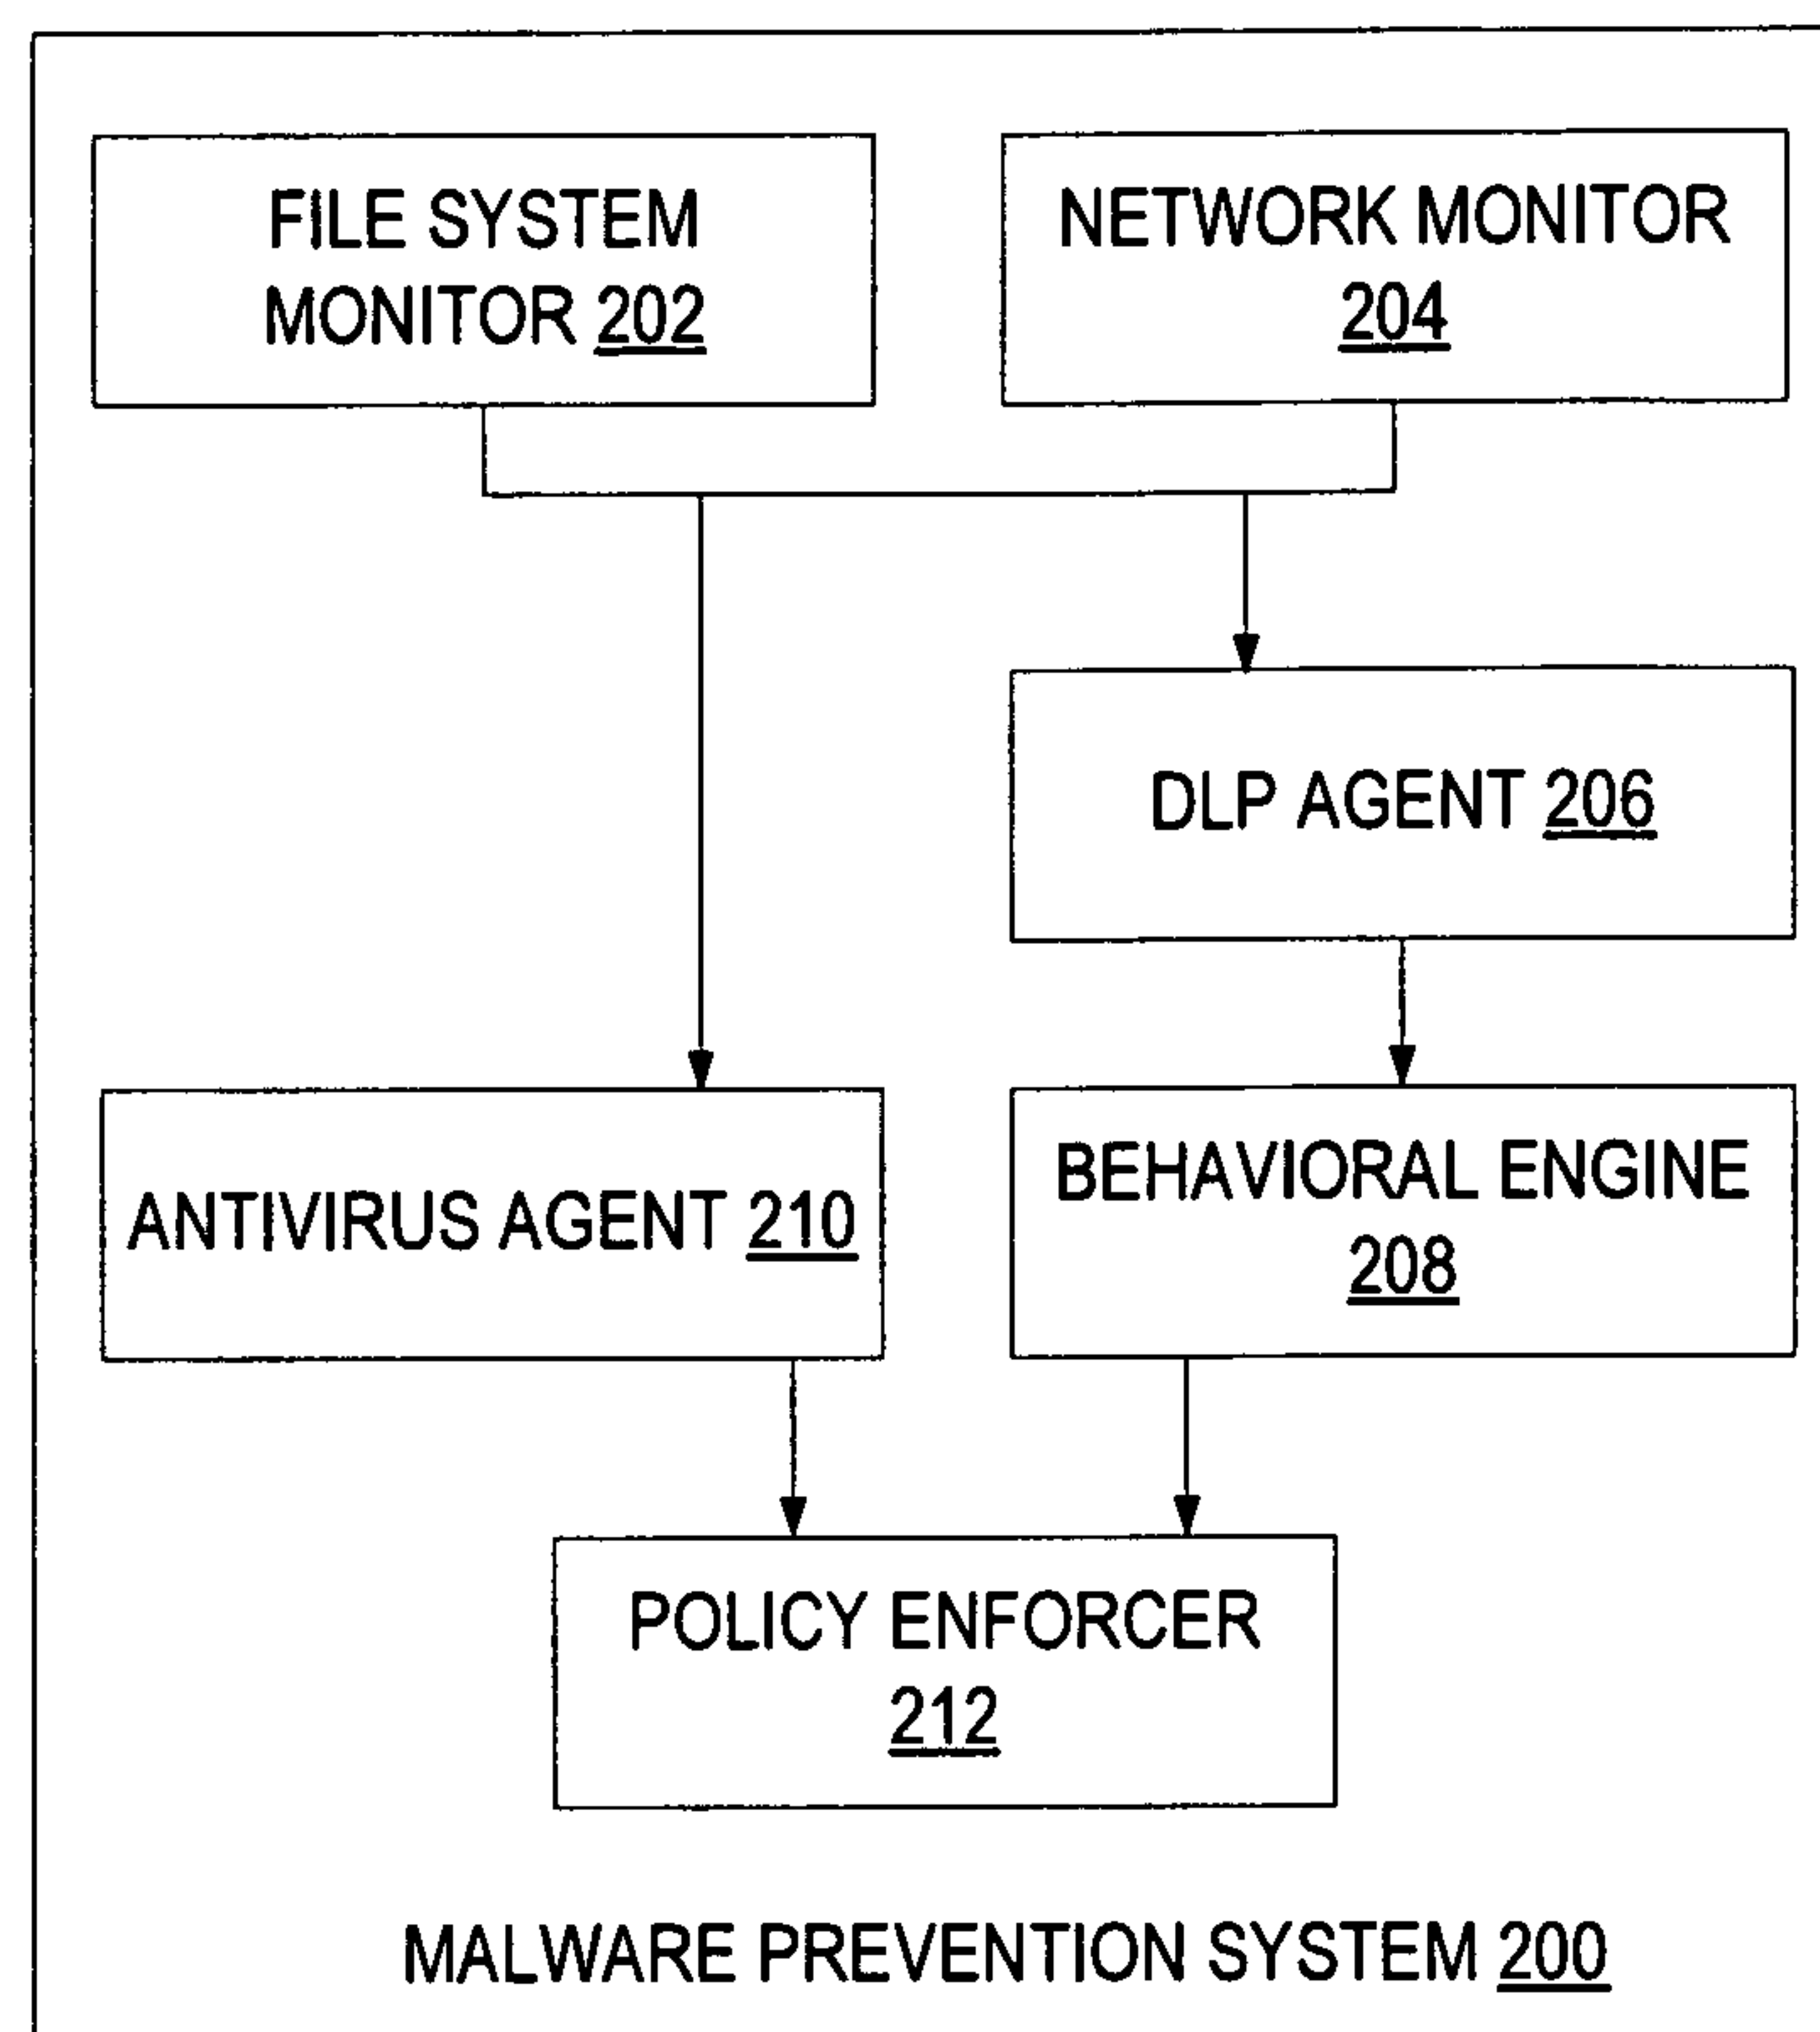 FILE SYSTEM
MONITOR 202
NETWORK MONITOR
204
DLP AGENT 206
ANTIVIRUS AGENT 210
BEHAVIORAL ENGINE
208
POLICY ENFORCER
212
MALWARE PREVENTION SYSTEM 200